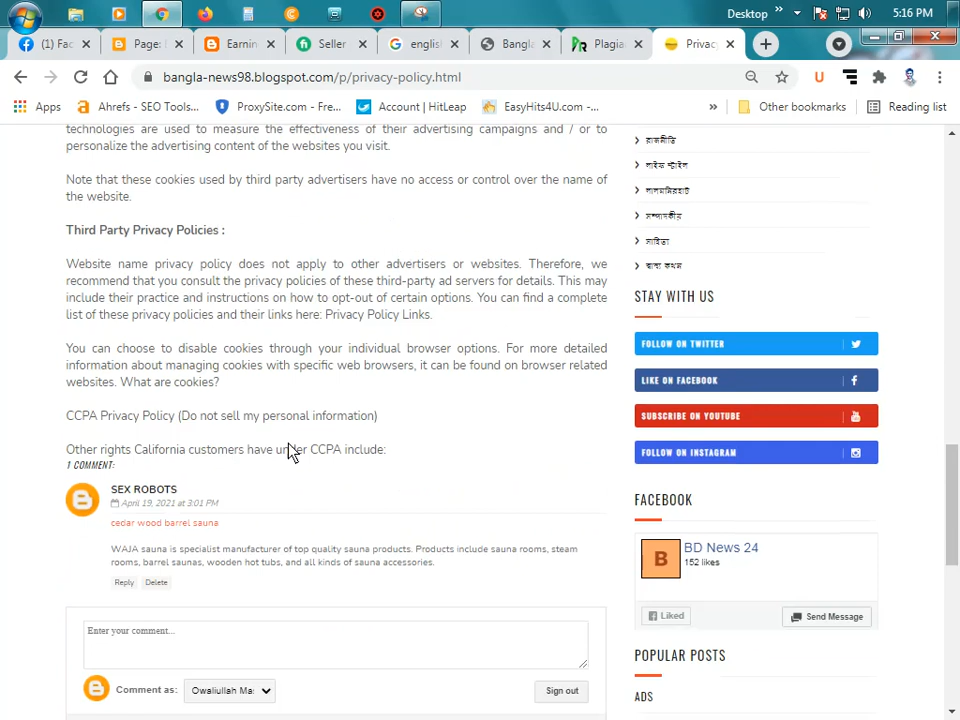 Desktop
»
5:16 PM
(1) Fac
Page:
Earnin
Seller
english
Bangla
Plagia
Privac
bangla-news98.blogspot.com/p/privacy-policy.html
Apps
Ahrefs - SEO Tools...
ProxySite.com - Fre...
Account | HitLeap
EasyHits4U.com -...
»
Other bookmarks
Reading list
technologies are used to measure the effectiveness of their advertising campaigns and / or to
personalize the advertising content of the websites you visit.
Note that these cookies used by third party advertisers have no access or control over the name of
the website.
Third Party Privacy Policies :
Website name privacy policy does not apply to other advertisers or websites. Therefore, we
recommend that you consult the privacy policies of these third-party ad servers for details. This may
include their practice and instructions on how to opt-out of certain options. You can find a complete
list of these privacy policies and their links here: Privacy Policy Links.
You can choose to disable cookies through your individual browser options. For more detailed
information about managing cookies with specific web browsers, it can be found on browser related
websites. What are cookies?
CCPA Privacy Policy (Do not sell my personal information)
Other rights California customers have under CCPA include:
1 COMMENT:
SEX ROBOTS
April 19, 2021 at 3:01 PM
cedar wood barrel sauna
WAJA sauna is specialist manufacturer of top quality sauna products. Products include sauna rooms, steam
rooms, barrel saunas, wooden hot tubs, and all kinds of sauna accessories.
Reply
Delete
Enter your comment...
Comment as:
Owaliullah Ma:
Sign out
রাজনীতি
লাইফ স্টাইল
লালমনিরহাট
সম্পাদকীয়
সাহিত্য
স্বাস্থ্য কথন
STAY WITH US
FOLLOW ON TWITTER
LIKE ON FACEBOOK
SUBSCRIBE ON YOUTUBE
FOLLOW ON INSTAGRAM
FACEBOOK
B
BD News 24
152 likes
Liked
Send Message
POPULAR POSTS
ADS